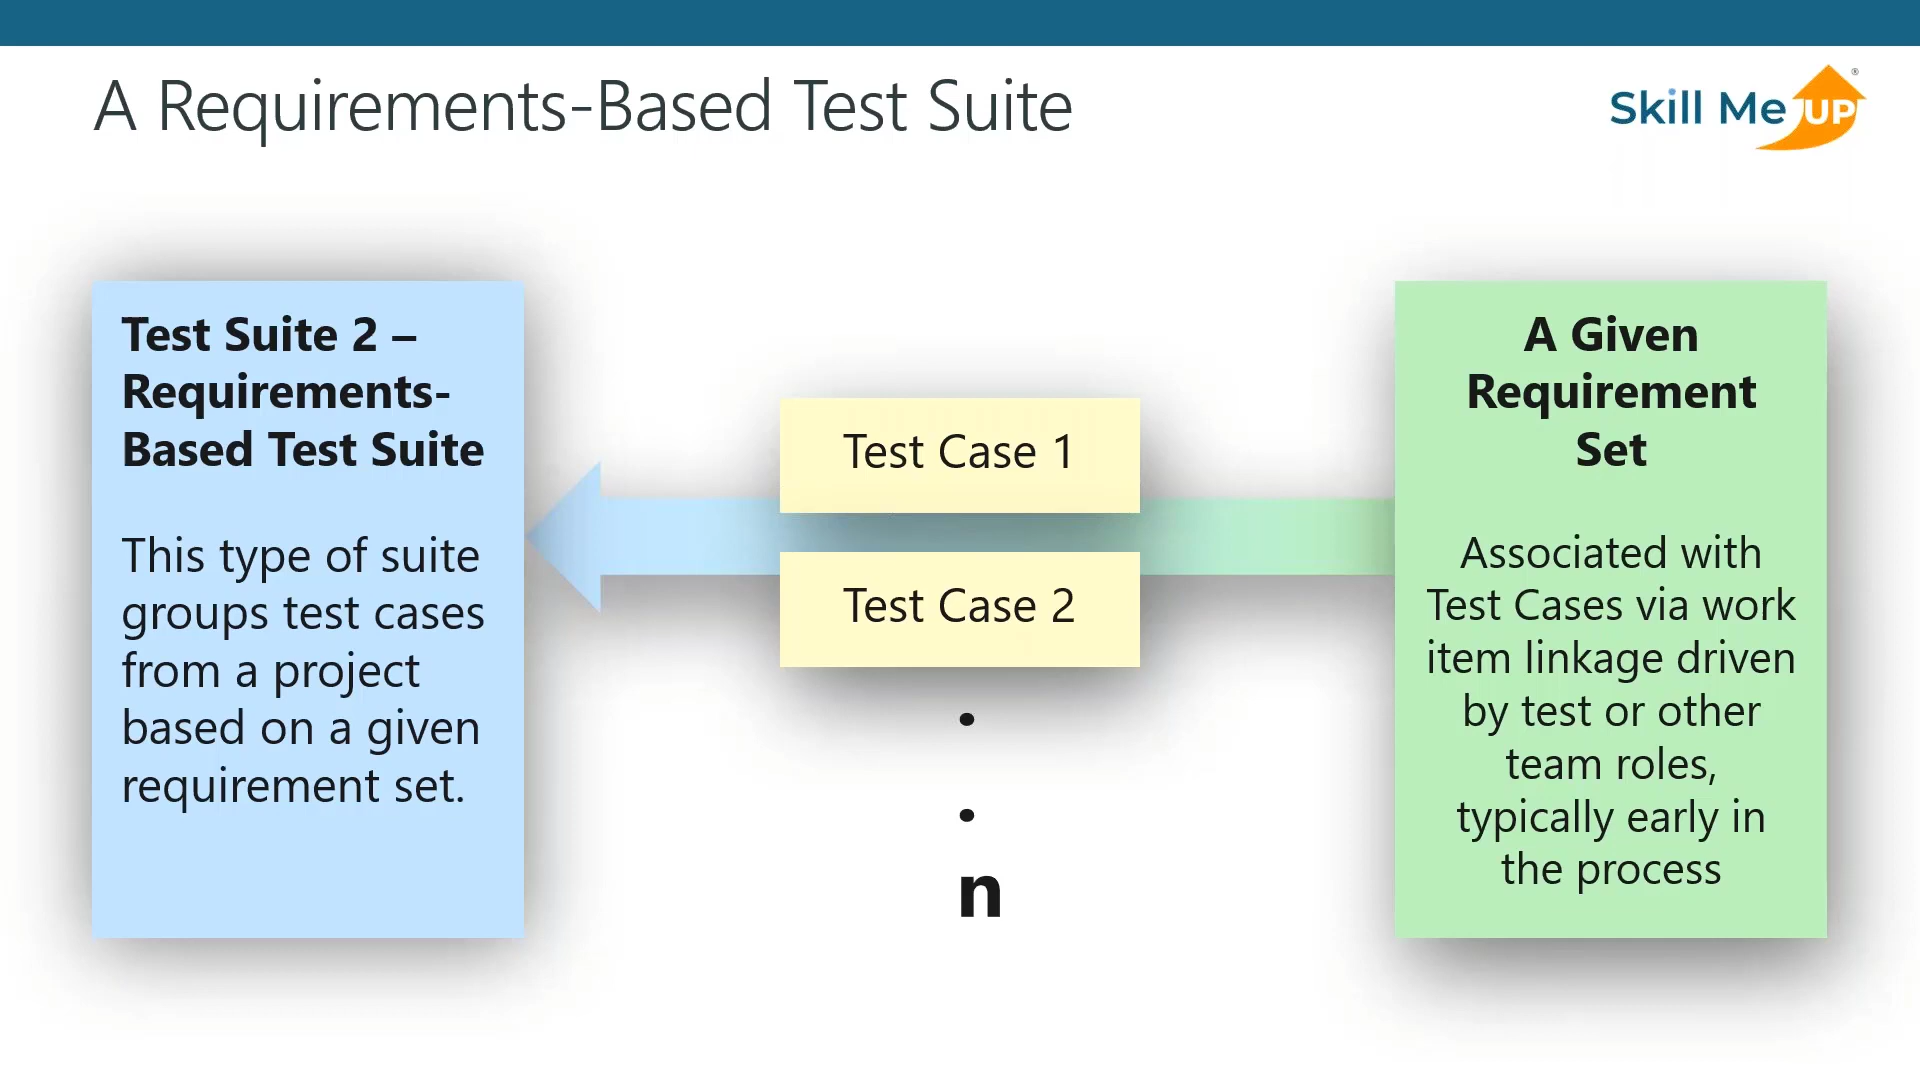 A Requirements-Based Test Suite
Skill Me UP®
Test Suite 2 –
Requirements-
Based Test Suite
This type of suite
groups test cases
from a project
based on a given
requirement set.
Test Case 1
Test Case 2
.
.
n
A Given
Requirement
Set
Associated with
Test Cases via work
item linkage driven
by test or other
team roles,
typically early in
the process